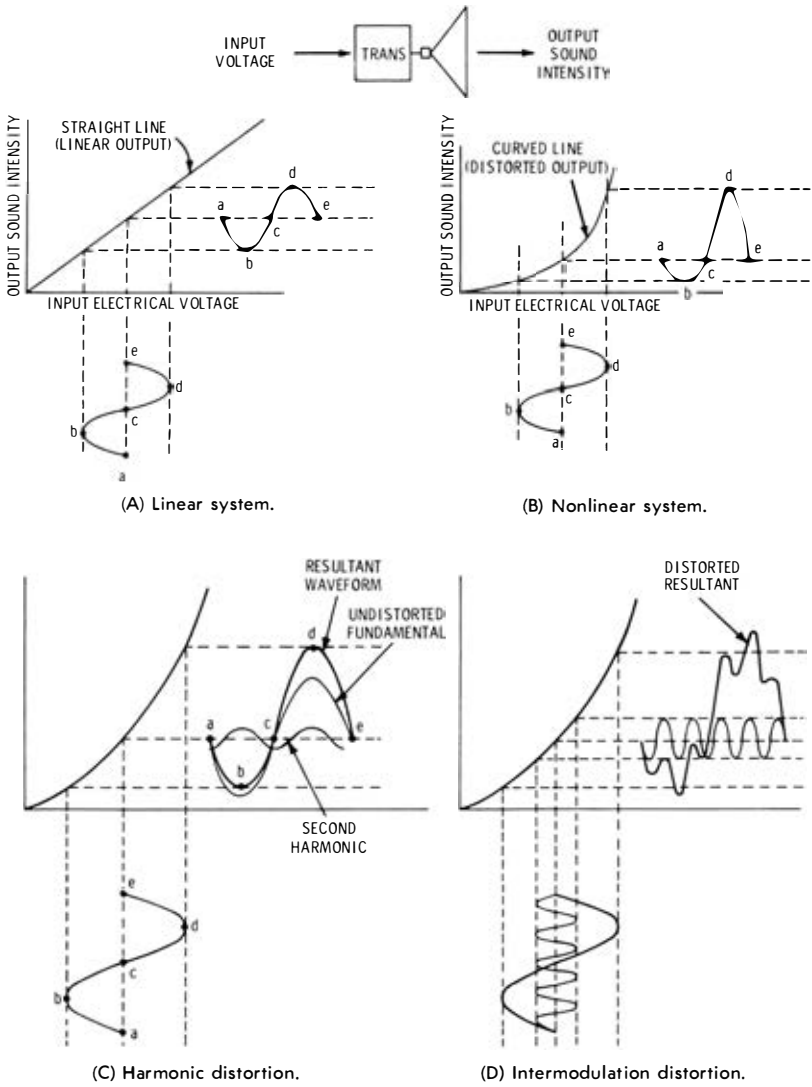 INPUT
VOLTAGE
TRANS
OUTPUT
SOUND
INTENSITY
OUTPUT SOUND INTENSITY
STRAIGHT LINE
(LINEAR OUTPUT)
d
a
e
c
b
INPUT ELECTRICAL VOLTAGE
e
d
c
b
a
(A) Linear system.
OUTPUT SOUND INTENSITY
CURVED LINE
(DISTORTED OUTPUT)
d
a
c
e
b
INPUT ELECTRICAL VOLTAGE
e
d
c
b
a
(B) Nonlinear system.
RESULTANT
WAVEFORM
UNDISTORTED
FUNDAMENTAL
d
a
c
e
b
SECOND
HARMONIC
e
d
c
b
a
(C) Harmonic distortion.
DISTORTED
RESULTANT
(D) Intermodulation distortion.